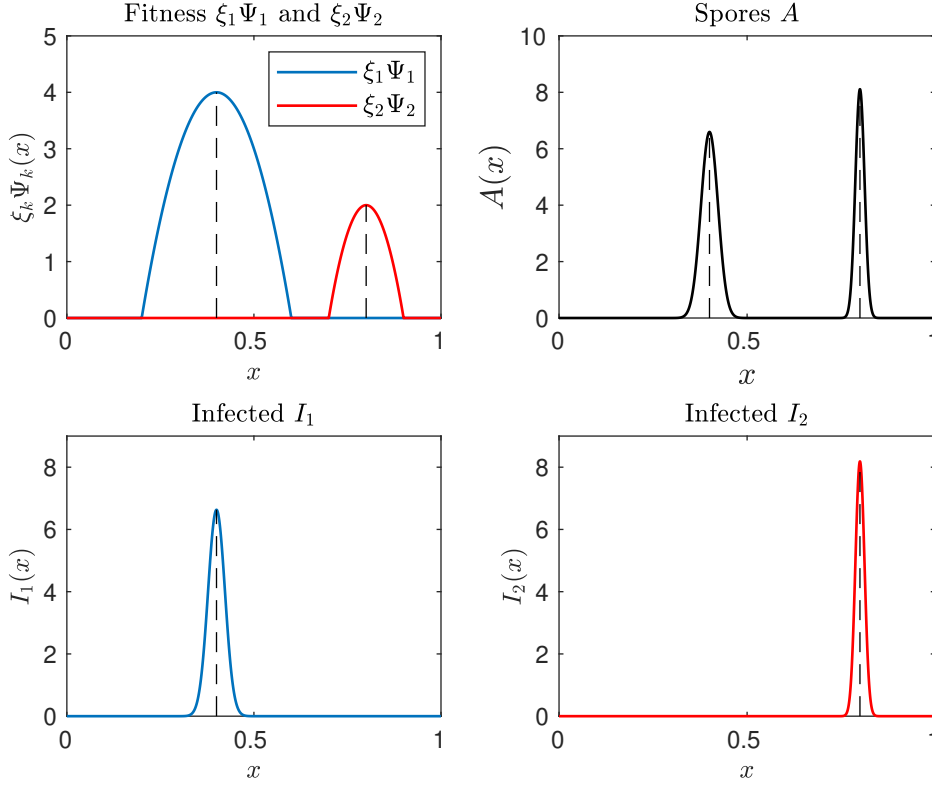 Fitness ξ₁Ψ₁ and ξ₂Ψ₂
ξₖΨₖ(x)
5
4
3
2
1
0
0
0.5
1
x
ξ₁Ψ₁
ξ₂Ψ₂
Spores A
A(x)
10
8
6
4
2
0
0
0.5
1
x
Infected I₁
I₁(x)
8
6
4
2
0
0
0.5
1
x
Infected I₂
I₂(x)
8
6
4
2
0
0
0.5
1
x